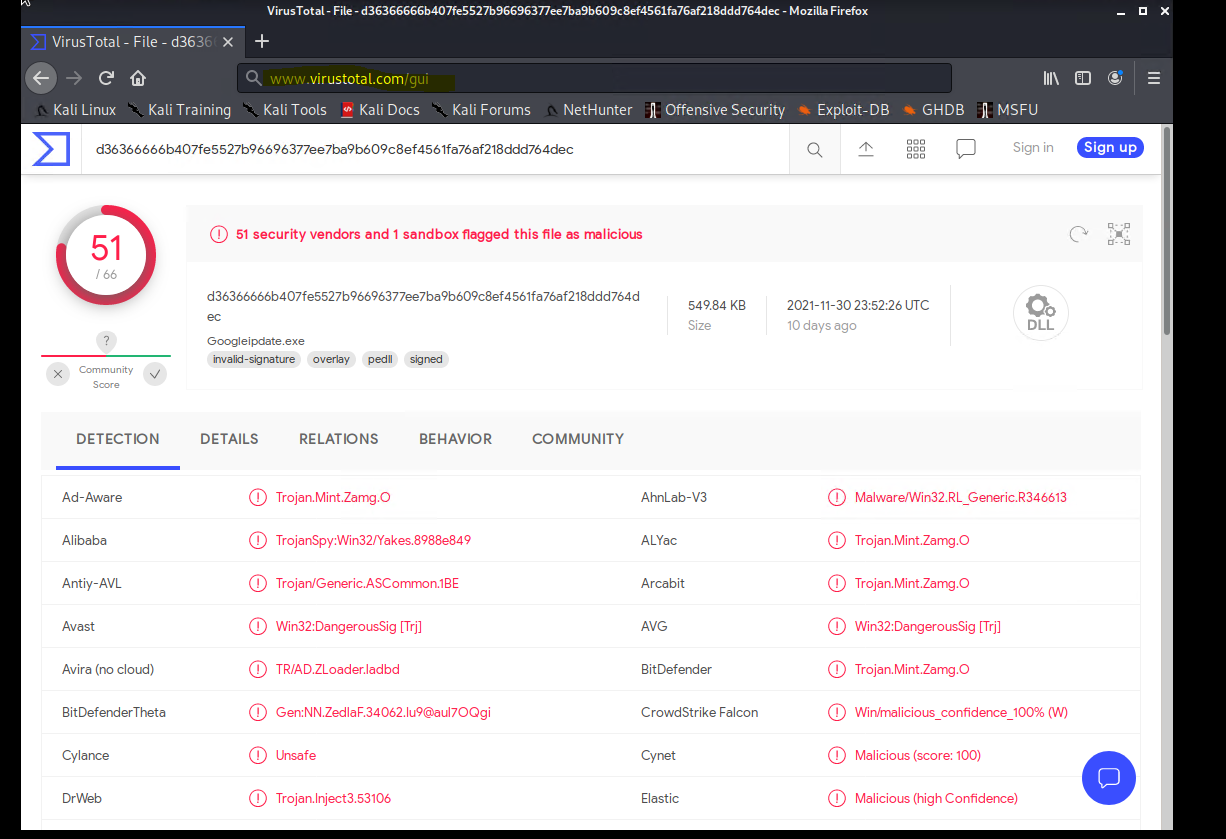 VirusTotal - File - d36366666b407fe5527b96696377ee7ba9b609c8ef4561fa76af218ddd764dec - Mozilla Firefox
VirusTotal - File - d3636
www.virustotal.com/gui
Kali Linux Kali Training Kali Tools Kali Docs Kali Forums NetHunter Offensive Security Exploit-DB GHDB MSFU
d36366666b407fe5527b96696377ee7ba9b609c8ef4561fa76af218ddd764dec
Sign in Sign up
51
/ 66
51 security vendors and 1 sandbox flagged this file as malicious
d36366666b407fe5527b96696377ee7ba9b609c8ef4561fa76af218ddd764d
ec
Googleipdate.exe
invalid-signature overlay pedll signed
549.84 KB
Size
2021-11-30 23:52:26 UTC
10 days ago
DLL
?
Community
Score
DETECTION DETAILS RELATIONS BEHAVIOR COMMUNITY
Ad-Aware Trojan.Mint.Zamg.O AhnLab-V3 Malware/Win32.RL_Generic.R346613
Alibaba TrojanSpy:Win32/Yakes.8988e849 ALYac Trojan.Mint.Zamg.O
Antiy-AVL Trojan/Generic.ASCommon.1BE Arcabit Trojan.Mint.Zamg.O
Avast Win32:DangerousSig [Trj] AVG Win32:DangerousSig [Trj]
Avira (no cloud) TR/AD.ZLoader.ladbd BitDefender Trojan.Mint.Zamg.O
BitDefenderTheta Gen:NN.ZedlaF.34062.lu9@aul7OQgi CrowdStrike Falcon Win/malicious_confidence_100% (W)
Cylance Unsafe Cynet Malicious (score: 100)
DrWeb Trojan.Inject3.53106 Elastic Malicious (high Confidence)